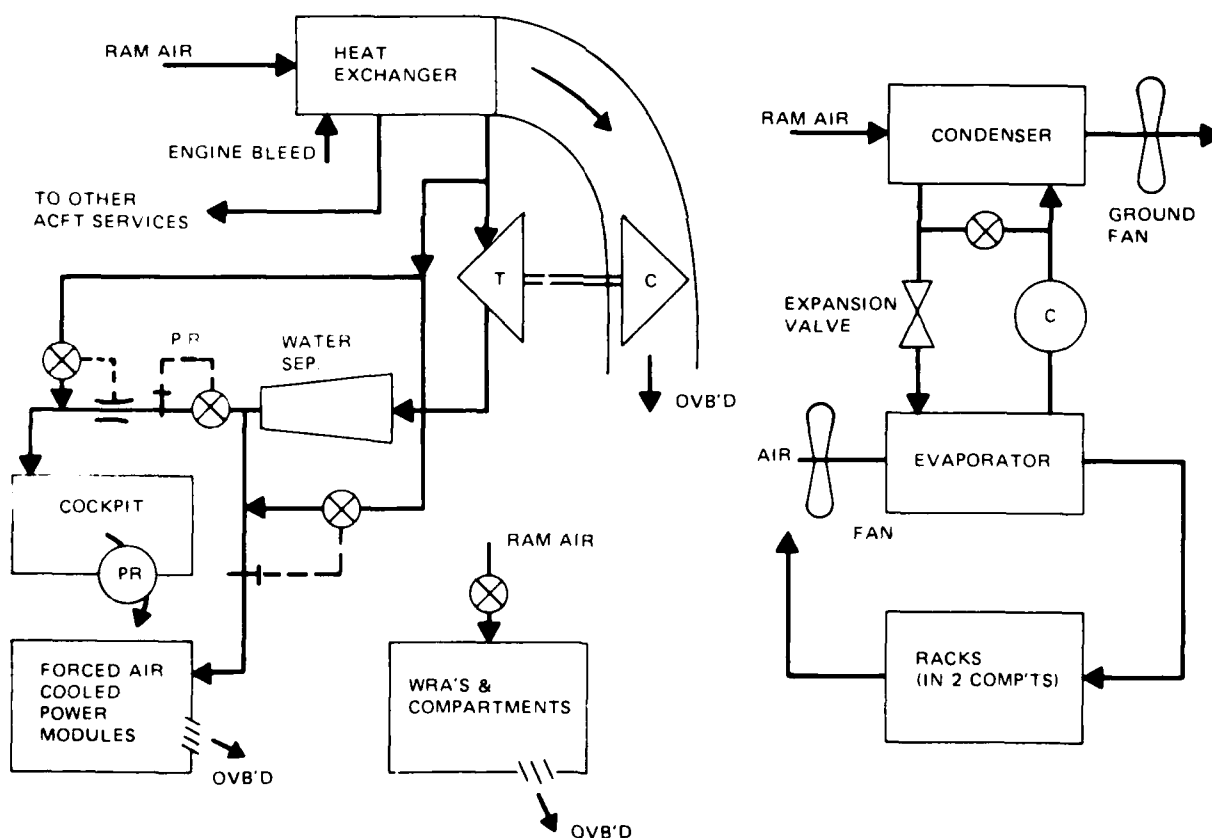 RAM AIR
HEAT
EXCHANGER
ENGINE BLEED
TO OTHER
ACFT SERVICES
T
C
OVB'D
P.R
WATER
SEP.
COCKPIT
PR
FORCED AIR
COOLED
POWER
MODULES
OVB'D
RAM AIR
WRA'S &
COMPARTMENTS
OVB'D
RAM AIR
CONDENSER
GROUND
FAN
EXPANSION
VALVE
C
AIR
EVAPORATOR
FAN
RACKS
(IN 2 COMP'TS)